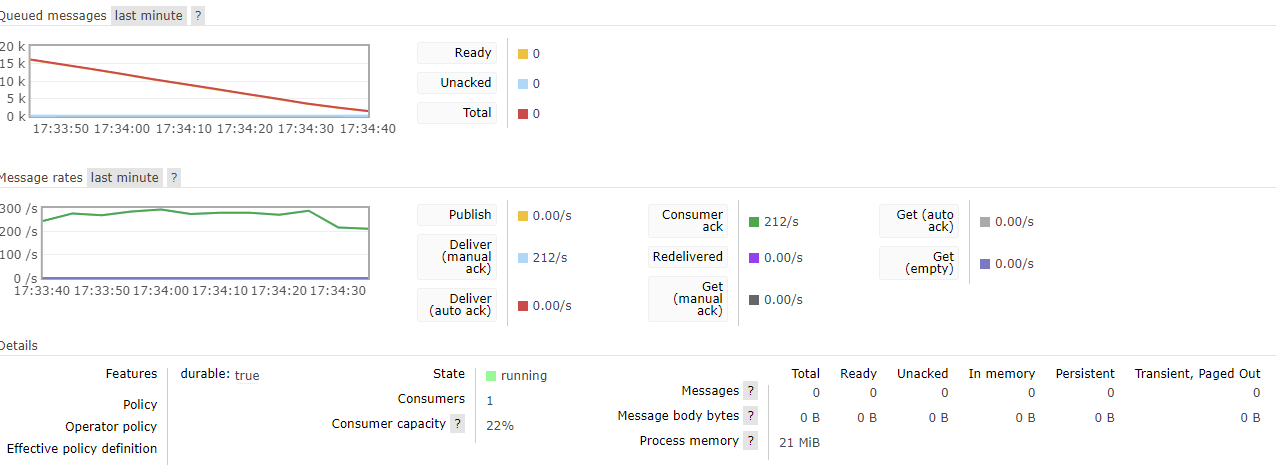 Queued messages last minute ?
20 k
15 k
10 k
5 k
0 k
17:33:50 17:34:00 17:34:10 17:34:20 17:34:30 17:34:40
Ready 0
Unacked 0
Total 0
Message rates last minute ?
300 /s
200 /s
100 /s
0 /s
17:33:40 17:33:50 17:34:00 17:34:10 17:34:20 17:34:30
Publish 0.00/s
Deliver
(manual
ack)
212/s
Deliver
(auto ack)
0.00/s
Consumer
ack
212/s
Redelivered 0.00/s
Get
(manual
ack)
0.00/s
Get (auto
ack)
0.00/s
Get
(empty)
0.00/s
Details
Features durable: true
Policy
Operator policy
Effective policy definition
State running
Consumers 1
Consumer capacity ? 22%
Total Ready Unacked In memory Persistent Transient, Paged Out
Messages ? 0 0 0 0 0 0
Message body bytes ? 0 B 0 B 0 B 0 B 0 B 0 B
Process memory ? 21 MiB